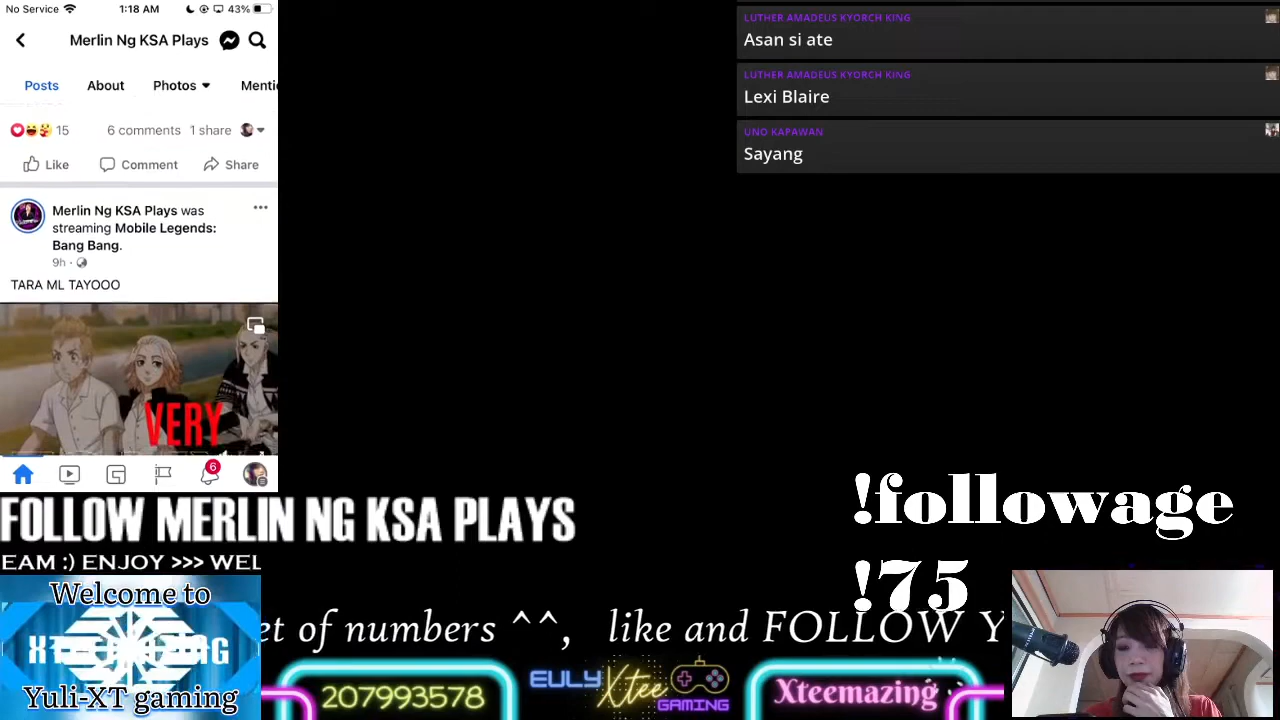 No Service
1:18 AM
43%
Merlin Ng KSA Plays
Posts
About
Photos
Menti
15
6 comments
1 share
Like
Comment
Share
Merlin Ng KSA Plays was
streaming Mobile Legends:
Bang Bang.
9h
TARA ML TAYOOO
VERY
6
LUTHER AMADEUS KYORCH KING
Asan si ate
LUTHER AMADEUS KYORCH KING
Lexi Blaire
UNO KAPAWAN
Sayang
FOLLOW MERLIN NG KSA PLAYS
EAM :) ENJOY >>> WEL
!followage
!75
Welcome to
Yuli-XT gaming
et of numbers ^^, like and FOLLOW Y
207993578
EULY
Xtee
GAMING
Xteemazing